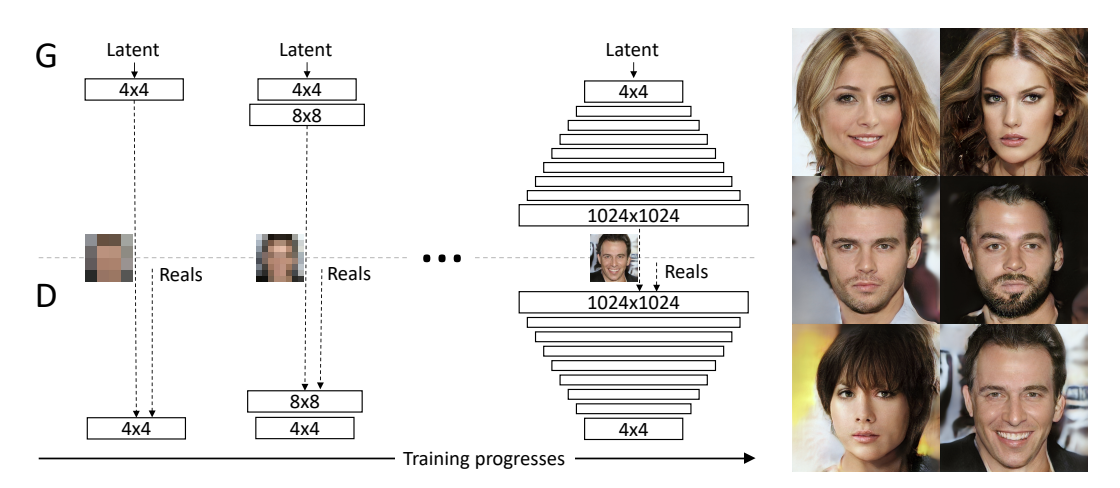 G
Latent
Latent
Latent
4x4
4x4
4x4
8x8
1024x1024
...
Reals
Reals
Reals
D
1024x1024
8x8
4x4
4x4
4x4
Training progresses